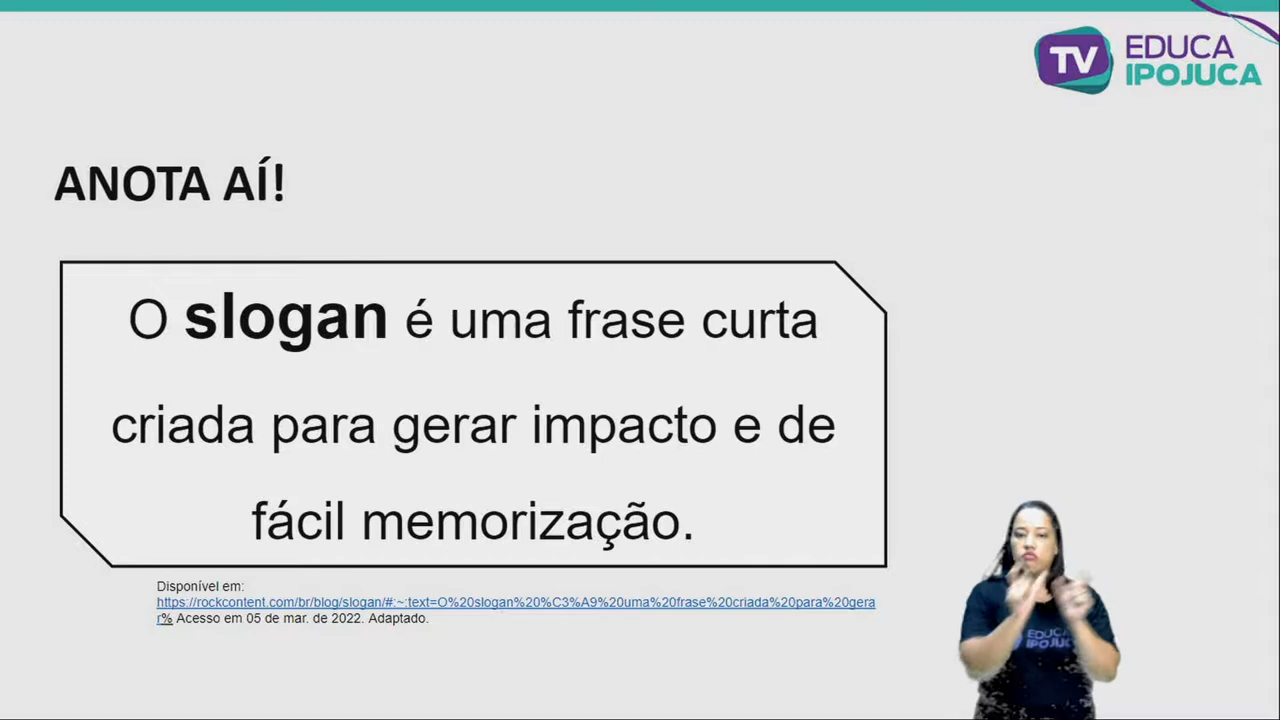 TV EDUCA
IPOJUCA
ANOTA AÍ!
O slogan é uma frase curta
criada para gerar impacto e de
fácil memorização.
Disponível em:
https://rockcontent.com/br/blog/slogan/#:~:text=O%20slogan%20%C3%A9%20uma%20frase%20criada%20para%20gera
r% Acesso em 05 de mar. de 2022. Adaptado.
EDUCA
IPOJUCA